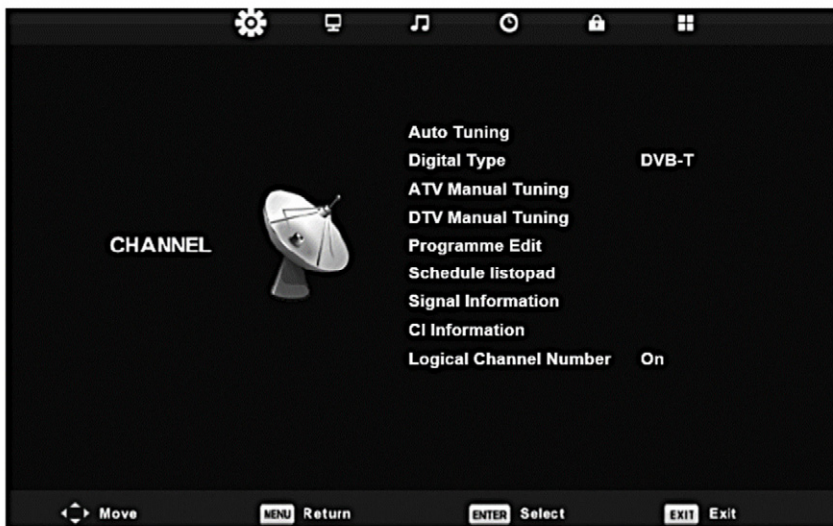 Auto Tuning
Digital Type DVB-T
ATV Manual Tuning
DTV Manual Tuning
CHANNEL
Programme Edit
Schedule listopad
Signal Information
CI Information
Logical Channel Number On
Move MENU Return ENTER Select EXIT Exit